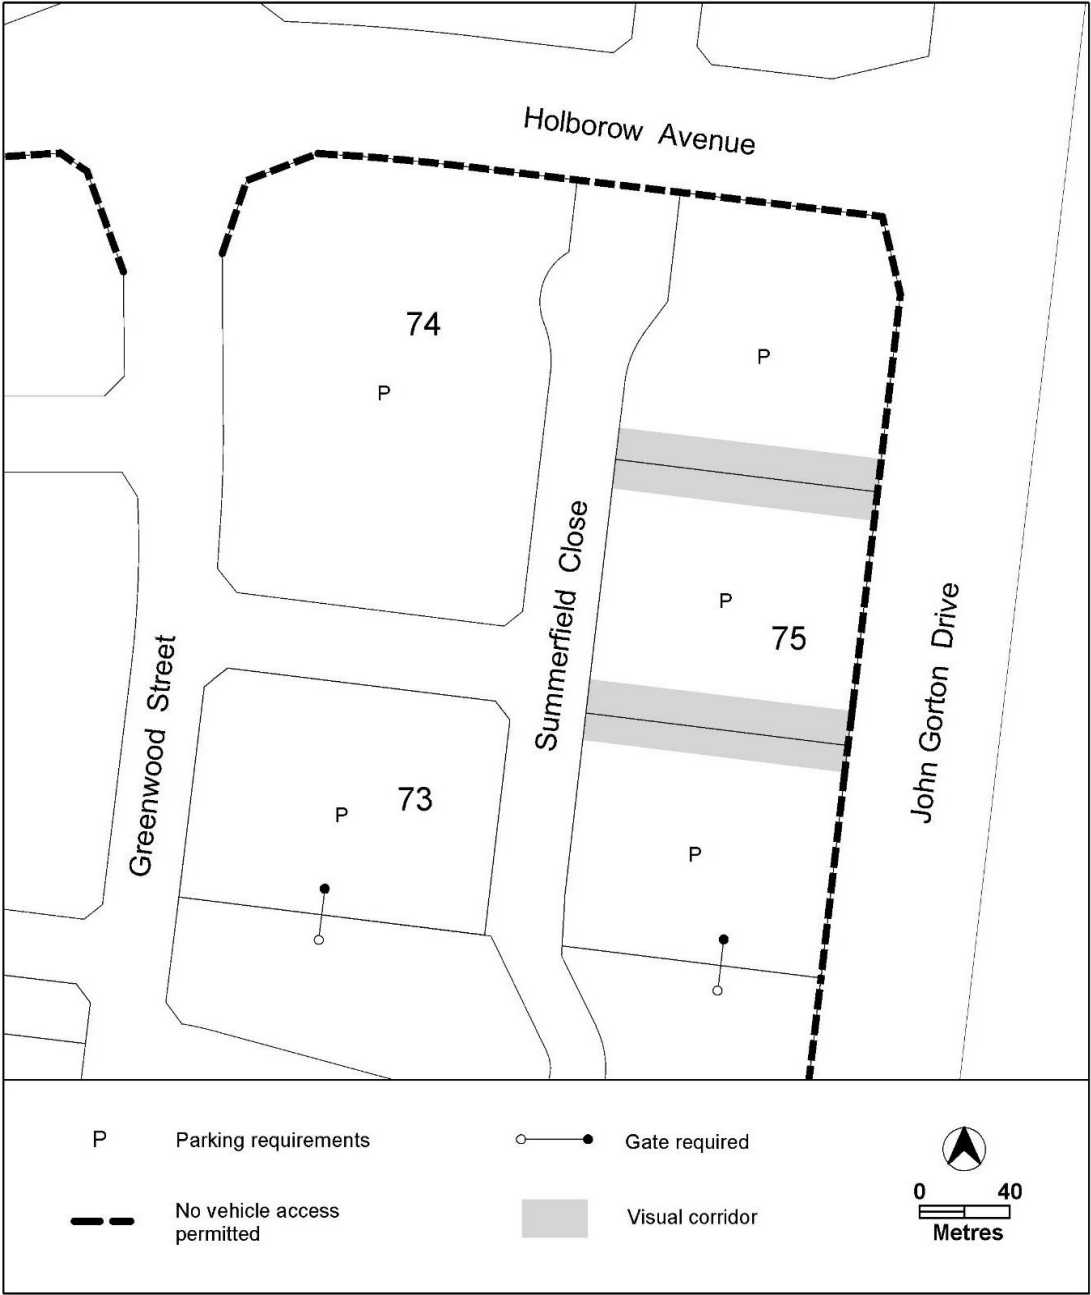 Holborow Avenue
74
P
P
Summerfield Close
P
75
John Gorton Drive
Greenwood Street
73
P
P
P Parking requirements
Gate required
No vehicle access
permitted
Visual corridor
0 40
Metres